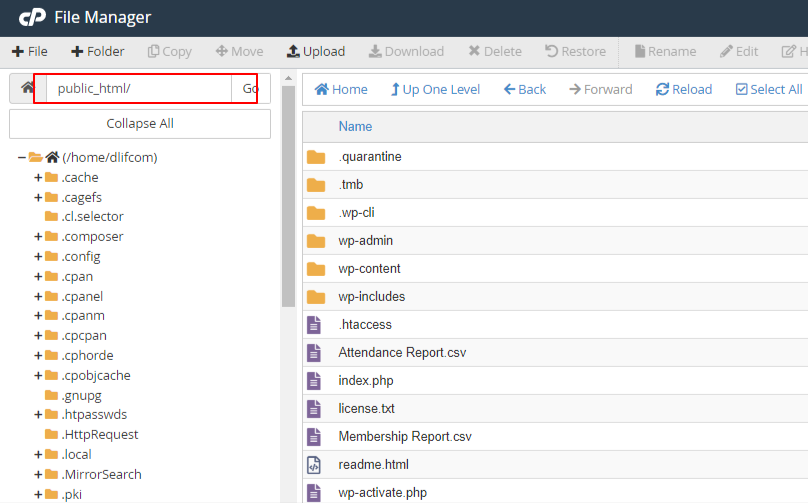 cP File Manager
File Folder Copy Move Upload Download Delete Restore Rename Edit H
public_html/ Go
Collapse All
(/home/dlifcom)
.cache
.cagefs
.cl.selector
.composer
.config
.cpan
.cpanel
.cpanm
.cpcpan
.cphorde
.cpobjcache
.gnupg
.htpasswds
.HttpRequest
.local
.MirrorSearch
.pki
Home Up One Level Back Forward Reload Select All
Name
.quarantine
.tmb
.wp-cli
wp-admin
wp-content
wp-includes
.htaccess
Attendance Report.csv
index.php
license.txt
Membership Report.csv
readme.html
wp-activate.php